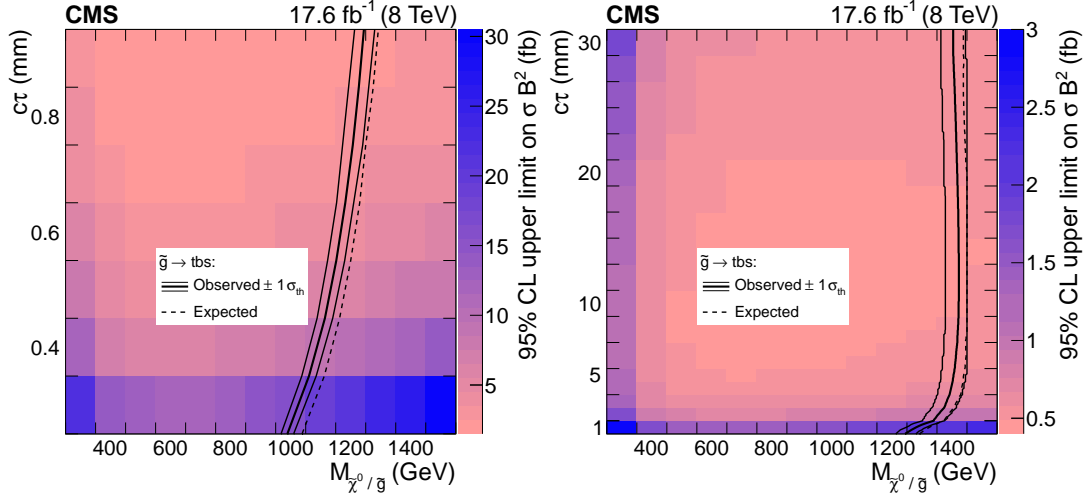 CMS 17.6 fb⁻¹ (8 TeV)
cτ (mm)
0.8
0.6
0.4
g̃ → tbs:
Observed ± 1 σ_th
Expected
400 600 800 1000 1200 1400
M_χ̃⁰ / g̃ (GeV)
30
25
20
15
10
5
95% CL upper limit on σ B² (fb)
CMS 17.6 fb⁻¹ (8 TeV)
cτ (mm)
30
20
10
5
1
g̃ → tbs:
Observed ± 1 σ_th
Expected
400 600 800 1000 1200 1400
M_χ̃⁰ / g̃ (GeV)
3
2.5
2
1.5
1
0.5
95% CL upper limit on σ B² (fb)